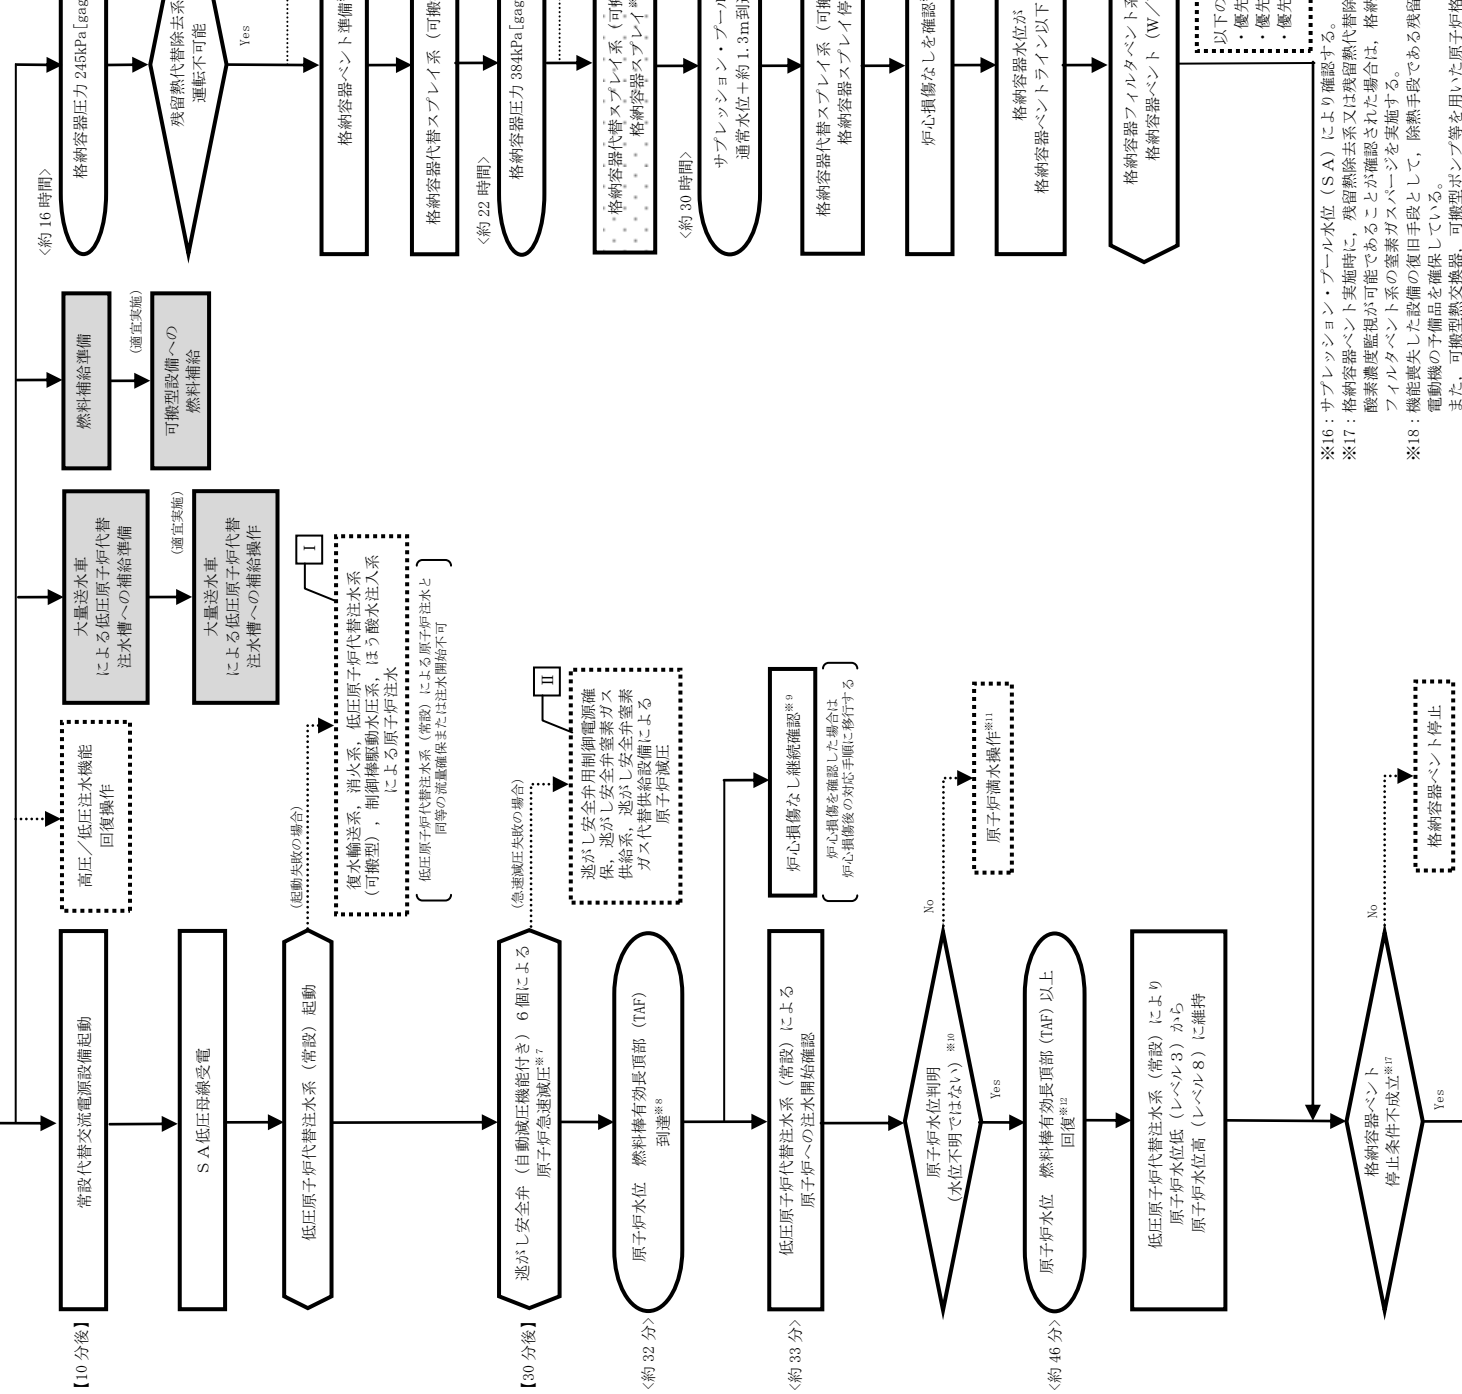 【10 分後】
常設代替交流電源設備起動
ＳＡ低圧母線受電
低圧原子炉代替注水系（常設）起動
【30 分後】
逃がし安全弁（自動減圧機能付き）６個による
原子炉急速減圧※７
<約 32 分>
原子炉水位　燃料棒有効長頂部（TAF）
到達※８
<約 33 分>
低圧原子炉代替注水系（常設）による
原子炉への注水開始確認
原子炉水位判明
（水位不明ではない）※10
Yes
No
<約 46 分>
原子炉水位　燃料棒有効長頂部（TAF）以上
回復※12
低圧原子炉代替注水系（常設）により
原子炉水位低（レベル３）から
原子炉水位高（レベル８）に維持
格納容器ベント
停止条件不成立※17
Yes
No
高圧／低圧注水機能
回復操作
（起動失敗の場合）
Ⅰ
復水輸送系，消火系，低圧原子炉代替注水系
（可搬型），制御棒駆動水圧系，ほう酸水注入系
による原子炉注水
低圧原子炉代替注水系（常設）による原子炉注水と
同等の流量確保または注水開始不可
（急速減圧失敗の場合）
Ⅱ
逃がし安全弁用制御電源確
保，逃がし安全弁窒素ガス
供給系，逃がし安全弁窒素
ガス代替供給設備による
原子炉減圧
炉心損傷なし継続確認※９
炉心損傷を確認した場合は
炉心損傷後の対応手順に移行する
原子炉満水操作※11
格納容器ベント停止
大量送水車
による低圧原子炉代替
注水槽への補給準備
（適宜実施）
大量送水車
による低圧原子炉代替
注水槽への補給操作
燃料補給準備
（適宜実施）
可搬型設備への
燃料補給
<約 16 時間>
格納容器圧力 245kPa[gag
残留熱代替除去系
運転不可能
Yes
格納容器ベント準備
格納容器代替スプレイ系（可搬
<約 22 時間>
格納容器圧力 384kPa[gag
格納容器代替スプレイ系（可搬
格納容器スプレイ※
<約 30 時間>
サプレッション・プール
通常水位＋約 1.3m到達
格納容器代替スプレイ系（可搬
格納容器スプレイ停
炉心損傷なしを確認
格納容器水位が
格納容器ベントライン以下
格納容器フィルタベント系
格納容器ベント（W/
以下の
・優先
・優先
・優先
※16：サプレッション・プール水位（ＳＡ）により確認する。
※17：格納容器ベント実施時に，残留熱除去系又は残留熱代替除
酸素濃度監視が可能であることが確認された場合は，格納
フィルタベント系の窒素ガスパージを実施する。
※18：機能喪失した設備の復旧手段として，除熱手段である残留
電動機の予備品を確保している。
また，可搬型熱交換器，可搬型ポンプ等を用いた原子炉格